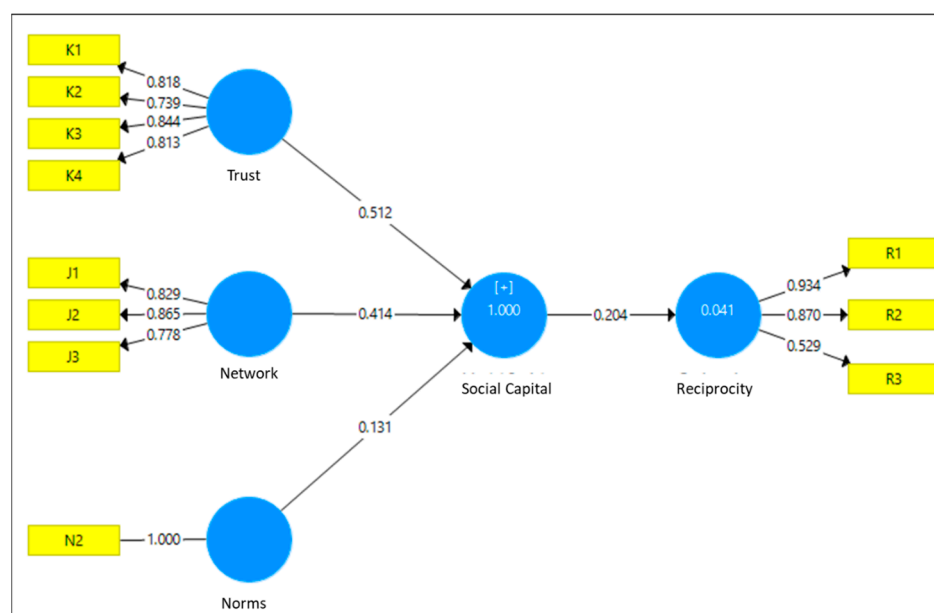 K1
0.818
K2
0.739
K3
0.844
0.813
K4
Trust
0.512
J1
0.829
J2
0.865
J3
0.778
Network
0.414
[+]
1.000
Social Capital
0.204
0.041
Reciprocity
R1
0.934
0.870
R2
0.529
R3
0.131
N2
1.000
Norms